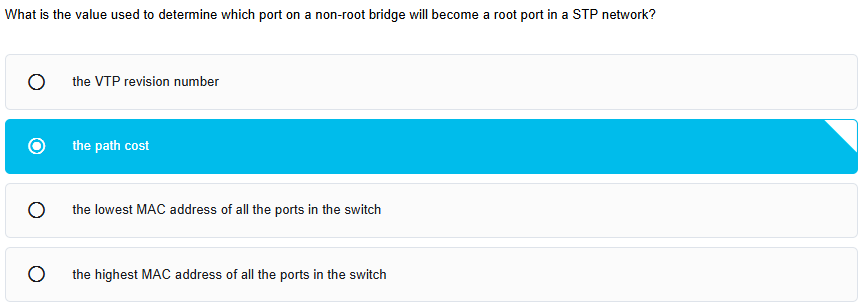 What is the value used to determine which port on a non-root bridge will become a root port in a STP network?
the VTP revision number
the path cost
the lowest MAC address of all the ports in the switch
the highest MAC address of all the ports in the switch